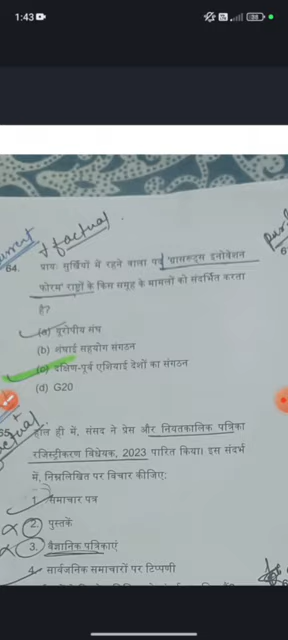 1:43
Current + factual.
64. प्रायः सुर्खियों में रहने वाला पद 'ग्रासरूट्स इनोवेशन
फोरम' राष्ट्रों के किस समूह के मामलों को संदर्भित करता
है?
(a) यूरोपीय संघ
(b) शंघाई सहयोग संगठन
(c) दक्षिण-पूर्व एशियाई देशों का संगठन
(d) G20
65. हाल ही में, संसद ने प्रेस और नियतकालिक पत्रिका
रजिस्ट्रीकरण विधेयक, 2023 पारित किया। इस संदर्भ
में, निम्नलिखित पर विचार कीजिए:
1. समाचार पत्र
2. पुस्तकें
3. वैज्ञानिक पत्रिकाएं
4. सार्वजनिक समाचारों पर टिप्पणी